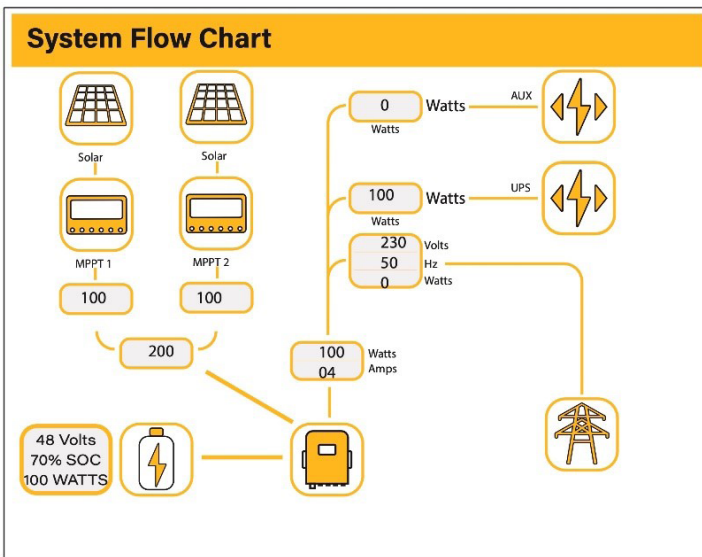 System Flow Chart
Solar
Solar
MPPT 1
MPPT 2
100
100
200
0 Watts
Watts
AUX
100 Watts
Watts
UPS
230 Volts
50 Hz
0 Watts
100 Watts
04 Amps
48 Volts
70% SOC
100 WATTS